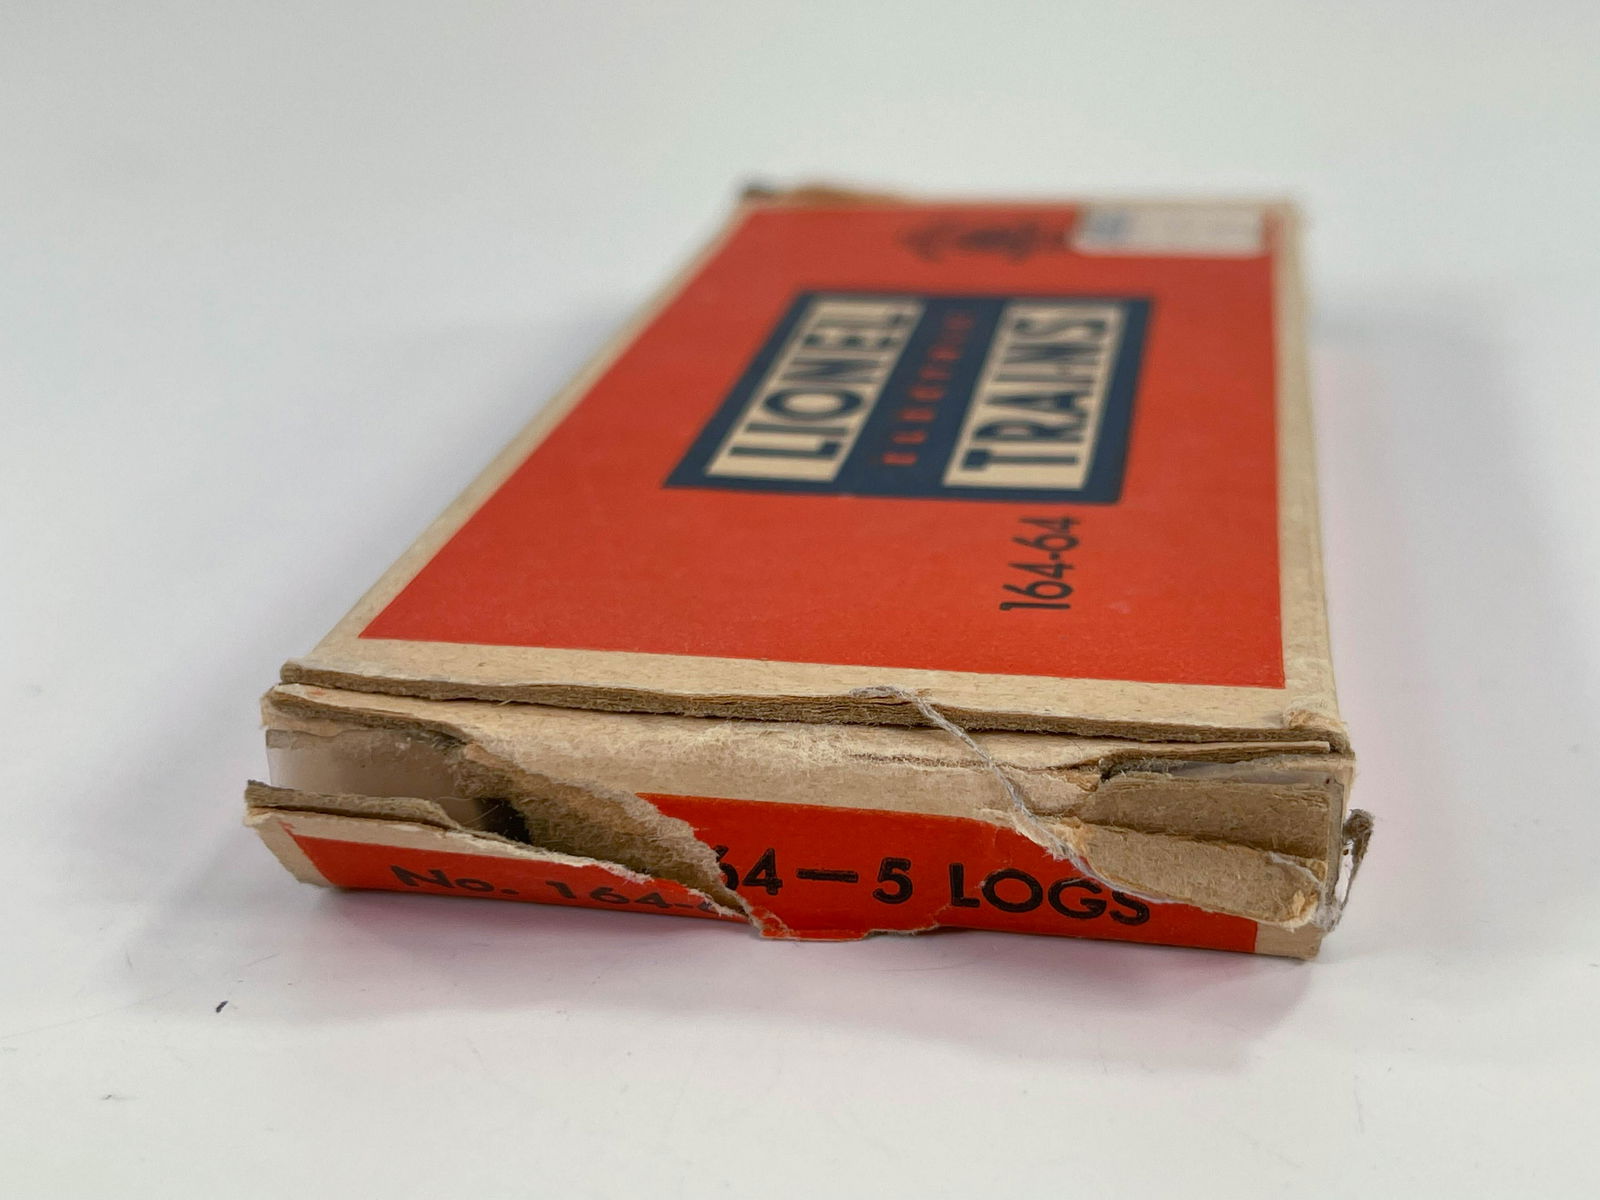 LIONEL
ELECTRIC
TRAINS
164-64
No. 164-64—5 LOGS